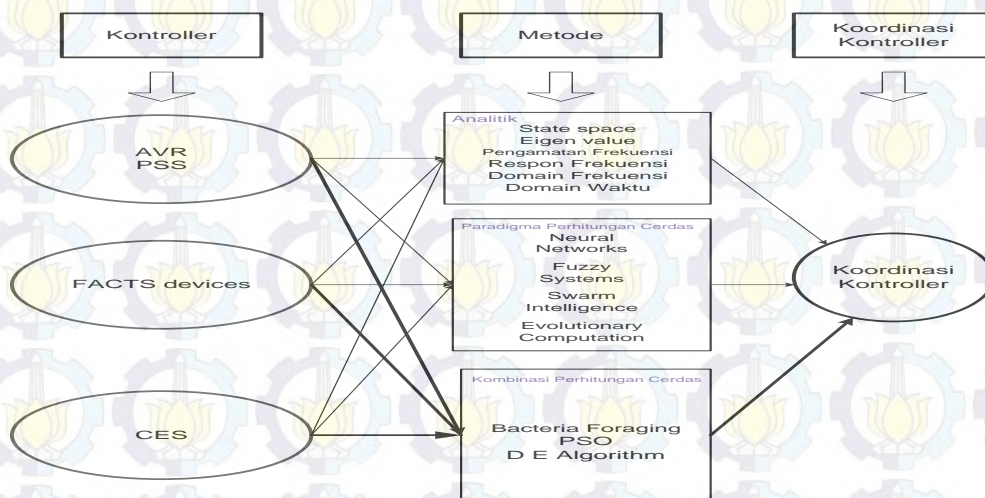 Kontroller
Metode
Koordinasi
Kontroller
AVR
PSS
FACTS devices
CES
Analitik
State space
Eigen value
Pengamatan Frekuensi
Respon Frekuensi
Domain Frekuensi
Domain Waktu
Paradigma Perhitungan Cerdas
Neural
Networks
Fuzzy
Systems
Swarm
Intelligence
Evolutionary
Computation
Kombinasi Perhitungan Cerdas
Bacteria Foraging
PSO
D E Algorithm
Koordinasi
Kontroller